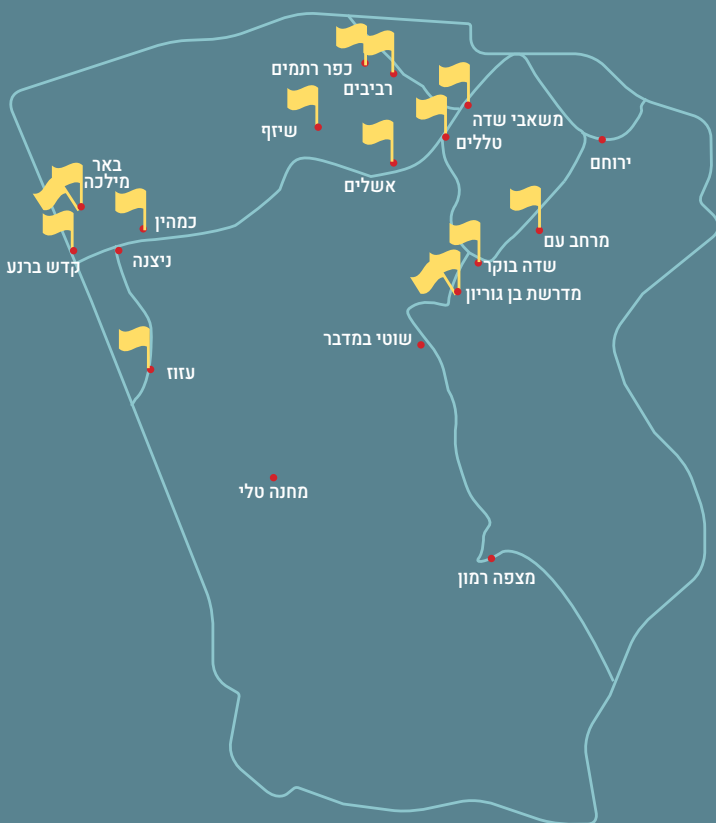 כפר רתמים
רביבים
משאבי שדה
שיזף
טללים
ירוחם
באר
מילכה
אשלים
כמהין
מרחב עם
ניצנה
קדש ברנע
שדה בוקר
מדרשת בן גוריון
שוטי במדבר
עזוז
מחנה טלי
מצפה רמון